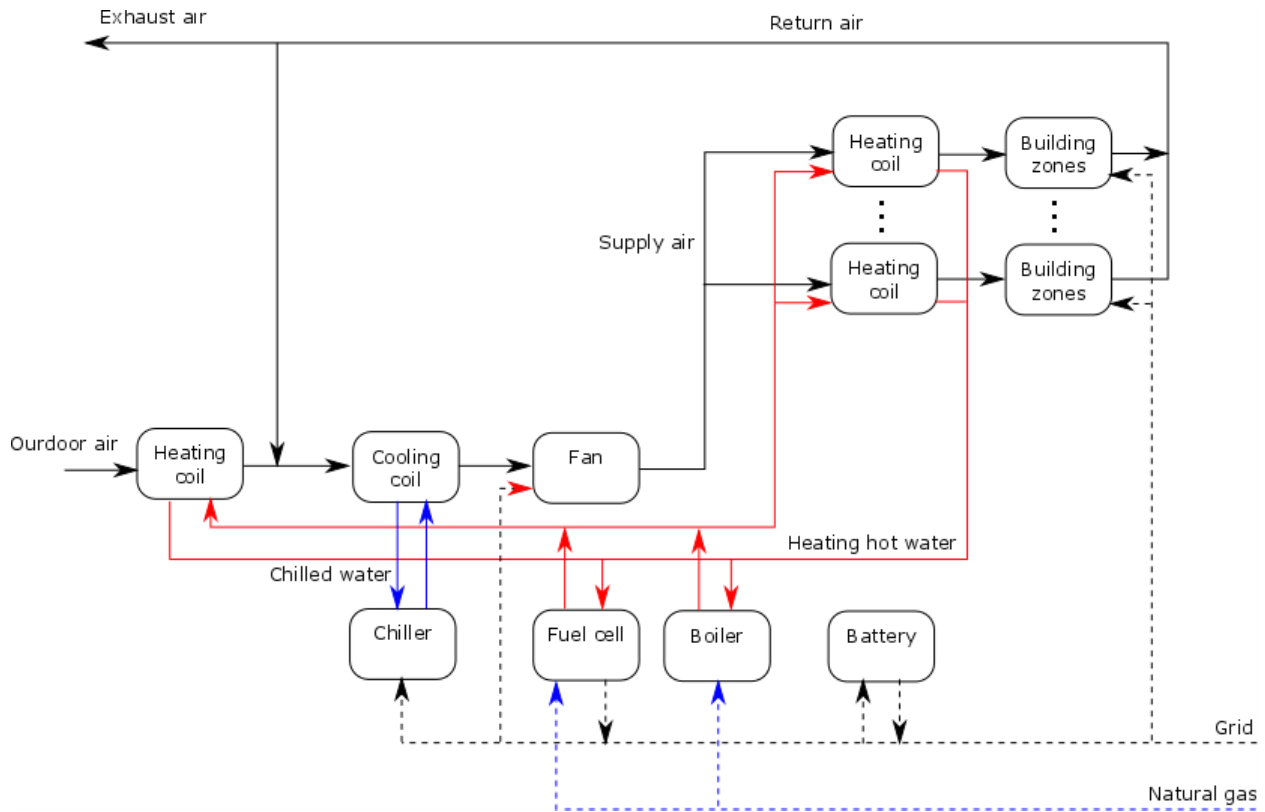 Exhaust air
Return air
Heating
coil
Building
zones
Supply air
Heating
coil
Building
zones
Ourdoor air
Heating
coil
Cooling
coil
Fan
Heating hot water
Chilled water
Chiller
Fuel cell
Boiler
Battery
Grid
Natural gas